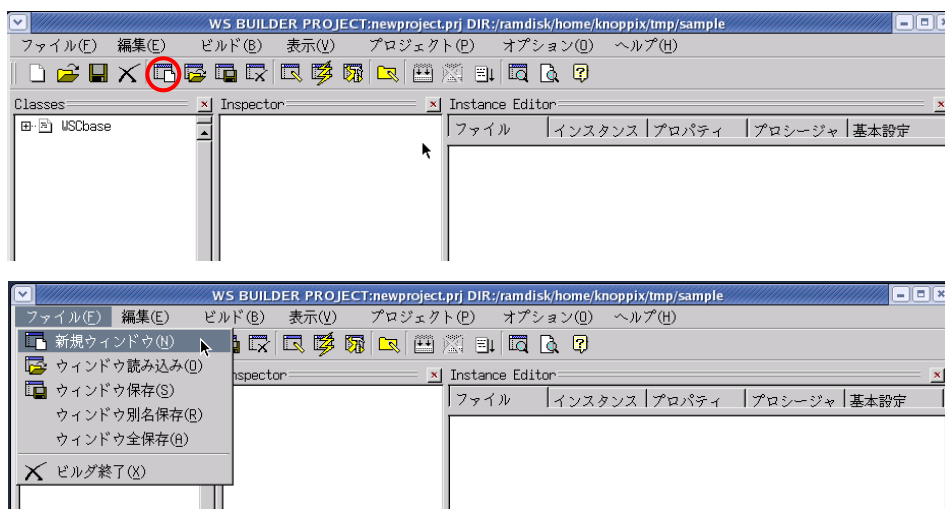 WS BUILDER PROJECT:newproject.prj DIR:/ramdisk/home/knoppix/tmp/sample
ファイル(F) 編集(E) ビルド(B) 表示(V) プロジェクト(P) オプション(O) ヘルプ(H)
Classes Inspector Instance Editor
WSCbase
ファイル インスタンス プロパティ プロシージャ 基本設定
WS BUILDER PROJECT:newproject.prj DIR:/ramdisk/home/knoppix/tmp/sample
ファイル(F) 編集(E) ビルド(B) 表示(V) プロジェクト(P) オプション(O) ヘルプ(H)
新規ウィンドウ(N)
ウィンドウ読み込み(O)
nspector Instance Editor
ウィンドウ保存(S)
ファイル インスタンス プロパティ プロシージャ 基本設定
ウィンドウ別名保存(R)
ウィンドウ全保存(A)
ビルダ終了(X)